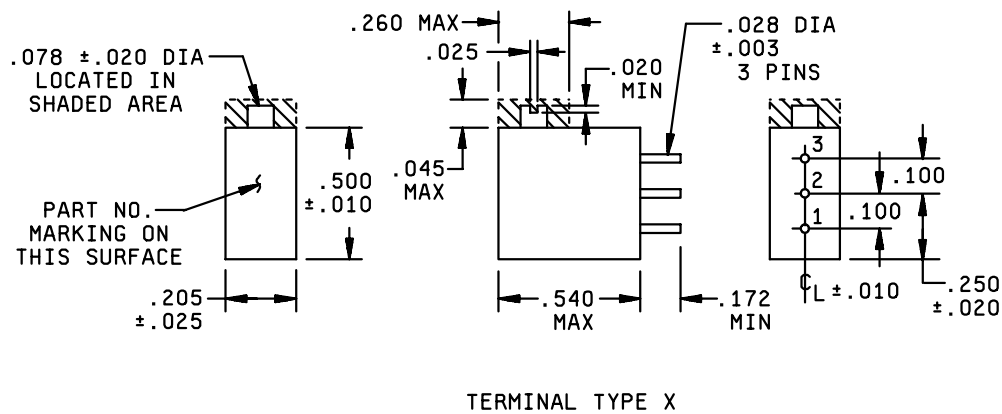 .078 ±.020 DIA
LOCATED IN
SHADED AREA
PART NO.
MARKING ON
THIS SURFACE
.500
±.010
.205
±.025
.260 MAX
.025
.045
MAX
.020
MIN
.028 DIA
±.003
3 PINS
.540
MAX
.172
MIN
3
2
1
.100
.100
.250
±.020
CL ±.010
TERMINAL TYPE X